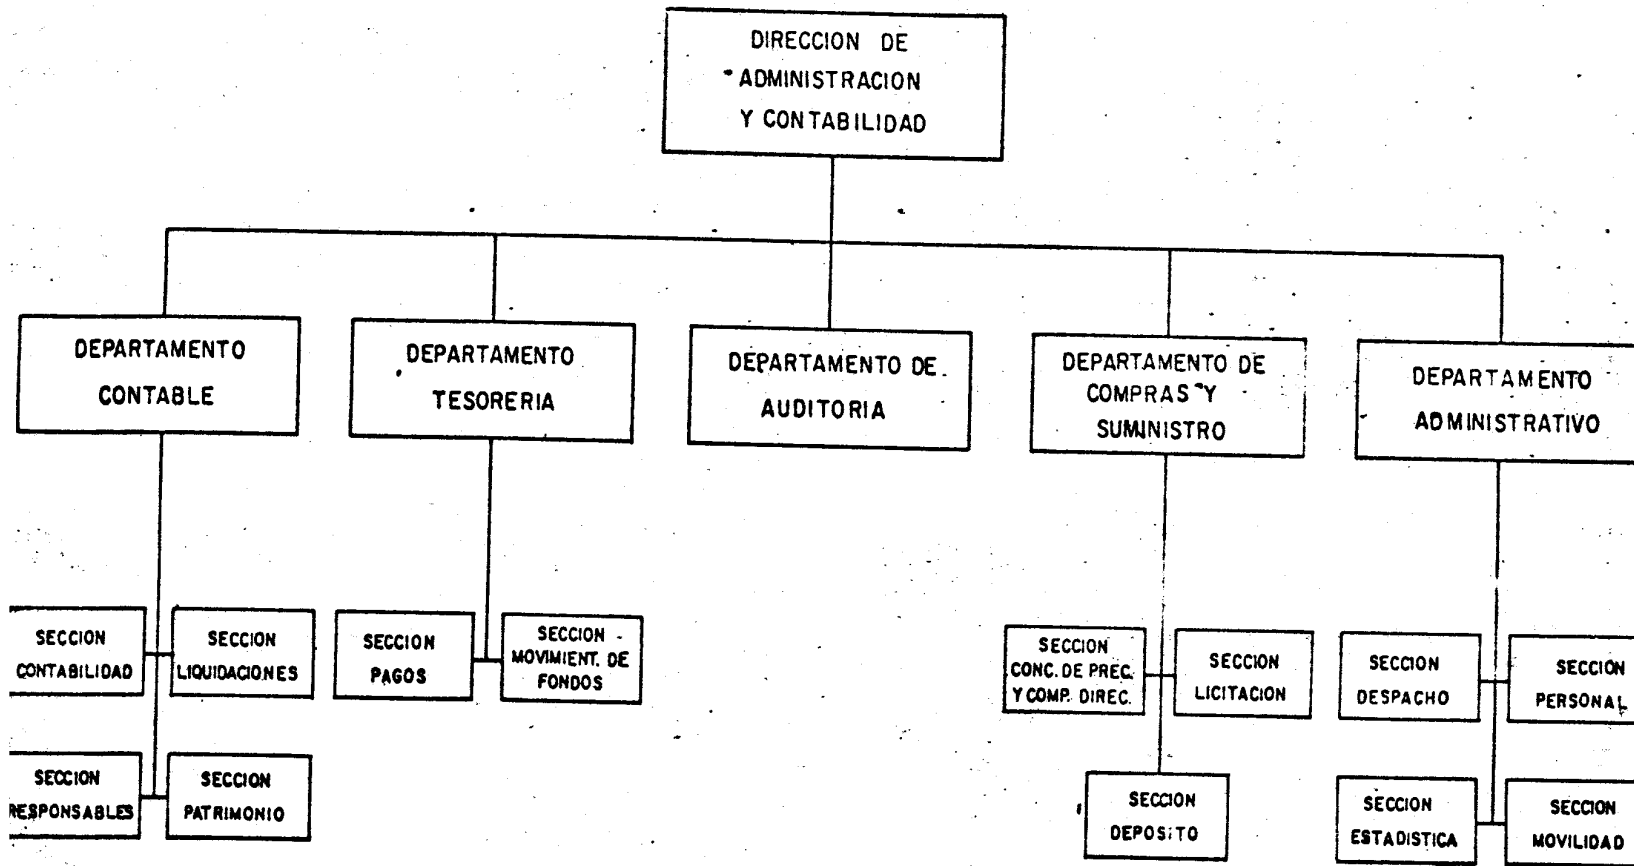 DIRECCION DE
ADMINISTRACION
Y CONTABILIDAD
DEPARTAMENTO
CONTABLE
DEPARTAMENTO
TESORERIA
DEPARTAMENTO DE
AUDITORIA
DEPARTAMENTO DE
COMPRAS Y
SUMINISTRO
DEPARTAMENTO
ADMINISTRATIVO
SECCION
CONTABILIDAD
SECCION
LIQUIDACIONES
SECCION
PAGOS
SECCION
MOVIMIENT. DE
FONDOS
SECCION
CONC. DE PREC.
Y COMP. DIREC.
SECCION
LICITACION
SECCION
DESPACHO
SECCION
PERSONAL
SECCION
RESPONSABLES
SECCION
PATRIMONIO
SECCION
DEPOSITO
SECCION
ESTADISTICA
SECCION
MOVILIDAD